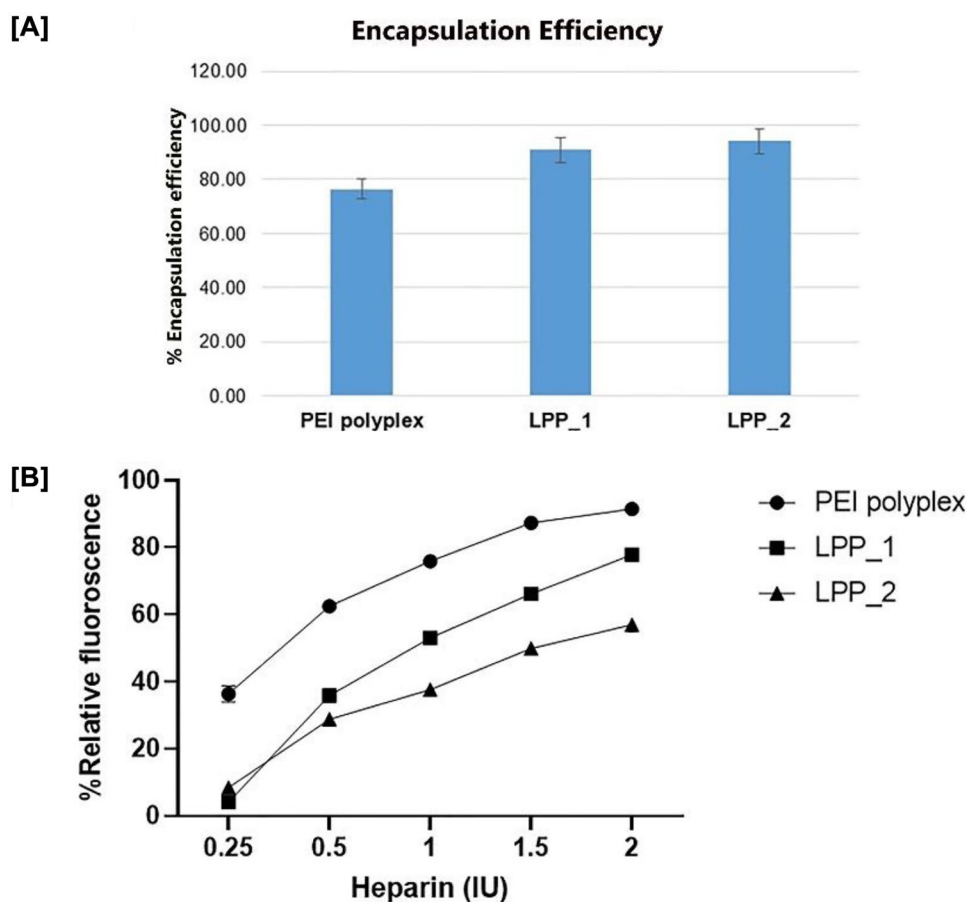 [A]
Encapsulation Efficiency
% Encapsulation efficiency
120.00
100.00
80.00
60.00
40.00
20.00
0.00
PEI polyplex LPP_1 LPP_2
[B]
%Relative fluoroscence
100
80
60
40
20
0
0.25 0.5 1 1.5 2
Heparin (IU)
PEI polyplex
LPP_1
LPP_2